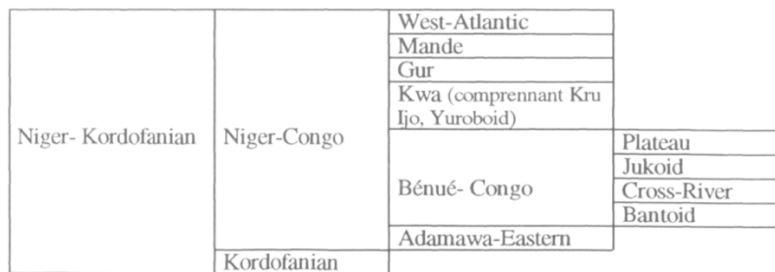 West-Atlantic
Mande
Gur
Kwa (comprennant Kru
Ijo, Yuroboid)
Niger- Kordofanian
Niger-Congo
Plateau
Jukoid
Bénué- Congo
Cross-River
Bantoid
Adamawa-Eastern
Kordofanian